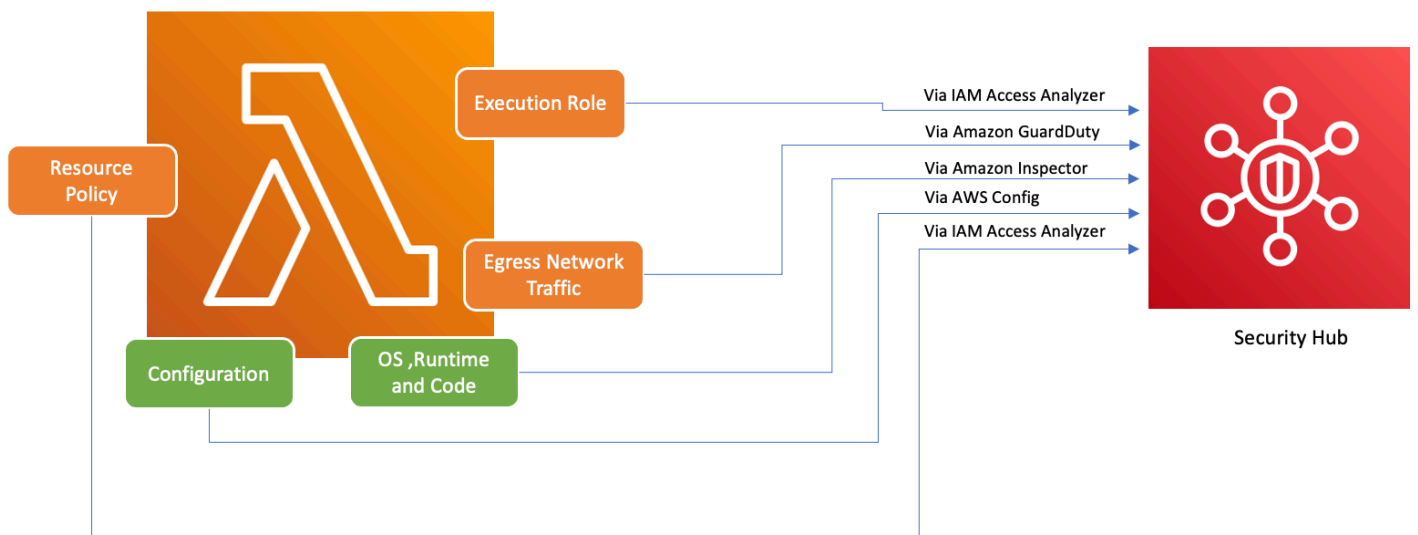 Execution Role
Via IAM Access Analyzer
Via Amazon GuardDuty
Resource
Policy
Via Amazon Inspector
Via AWS Config
Via IAM Access Analyzer
Egress Network
Traffic
Security Hub
Configuration
OS ,Runtime
and Code